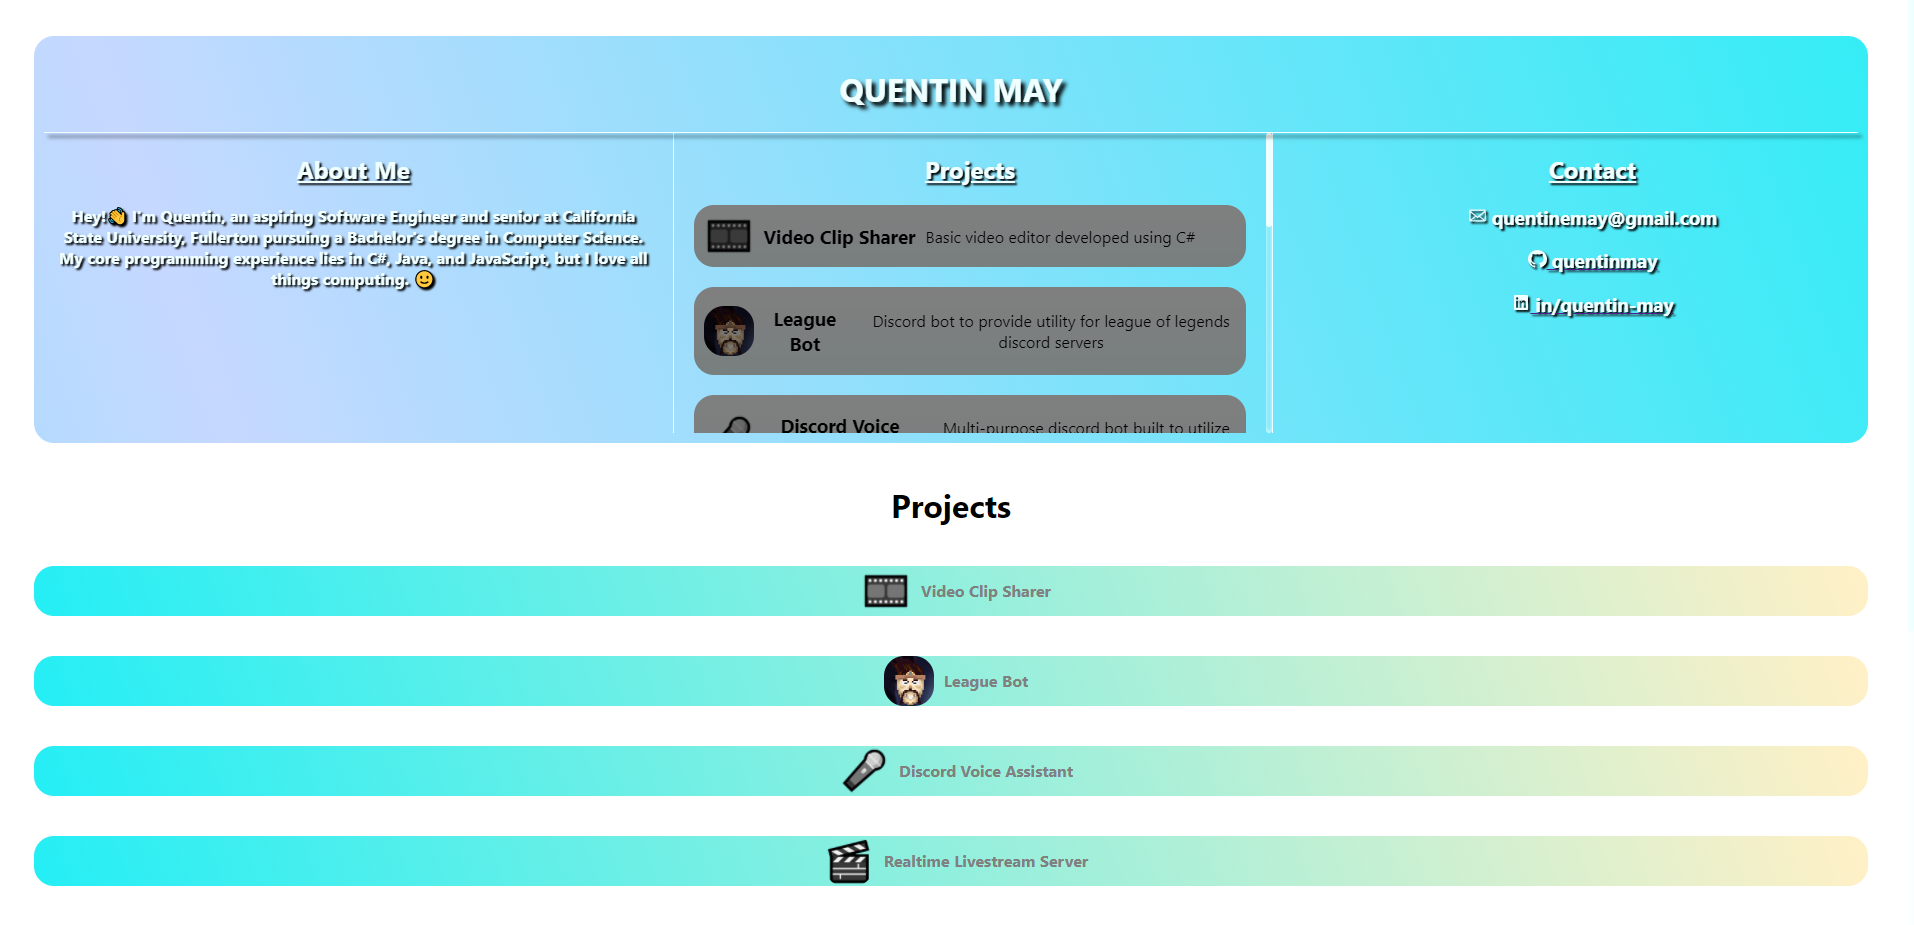 QUENTIN MAY
About Me
Hey!👋 I'm Quentin, an aspiring Software Engineer and senior at California
State University, Fullerton pursuing a Bachelor's degree in Computer Science.
My core programming experience lies in C#, Java, and JavaScript, but I love all
things computing. 🙂
Projects
Video Clip Sharer Basic video editor developed using C#
League
Bot
Discord bot to provide utility for league of legends
discord servers
Discord Voice
Multi-purpose discord bot built to utilize
Contact
quentinemay@gmail.com
quentinmay
in/quentin-may
Projects
Video Clip Sharer
League Bot
Discord Voice Assistant
Realtime Livestream Server